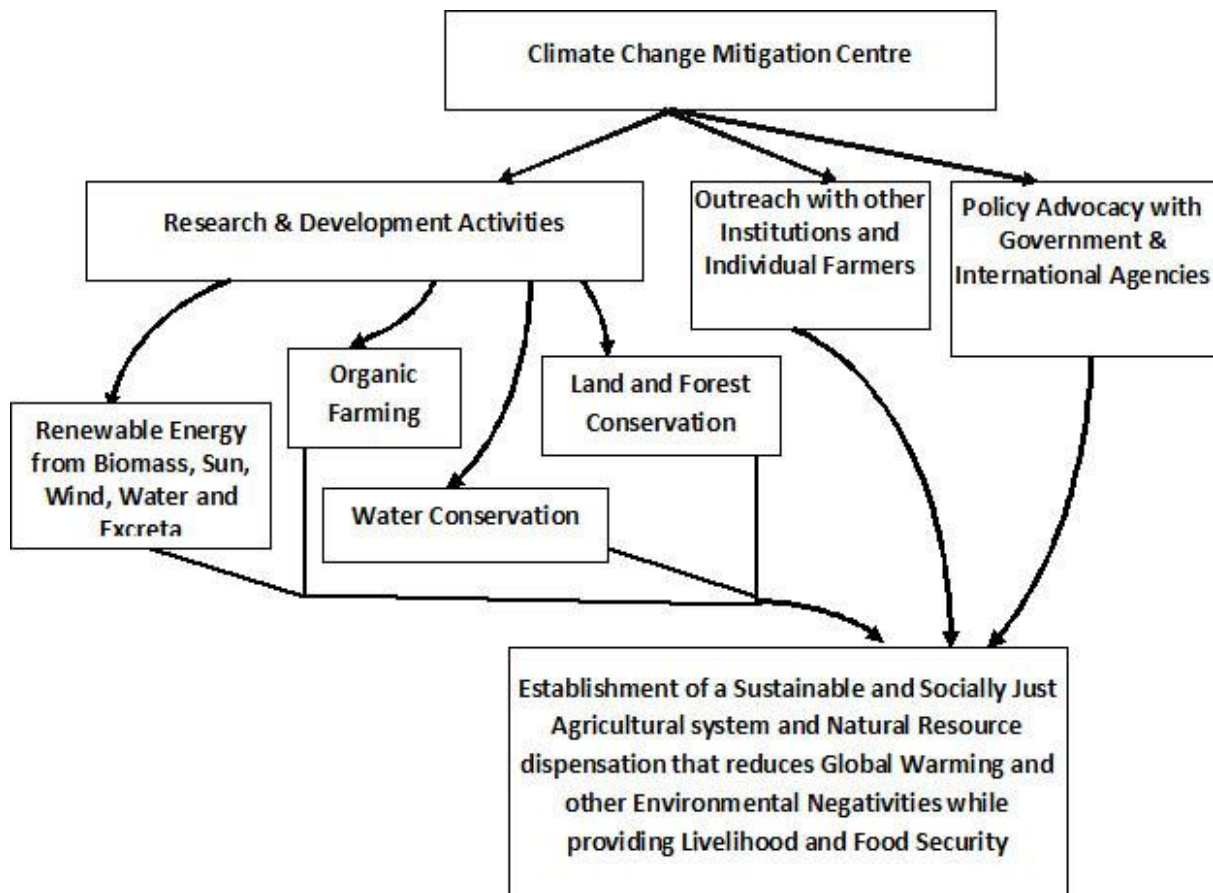 Climate Change Mitigation Centre
Research & Development Activities
Outreach with other
Institutions and
Individual Farmers
Policy Advocacy with
Government &
International Agencies
Renewable Energy
from Biomass, Sun,
Wind, Water and
Excreta
Organic
Farming
Water Conservation
Land and Forest
Conservation
Establishment of a Sustainable and Socially Just
Agricultural system and Natural Resource
dispensation that reduces Global Warming and
other Environmental Negativities while
providing Livelihood and Food Security